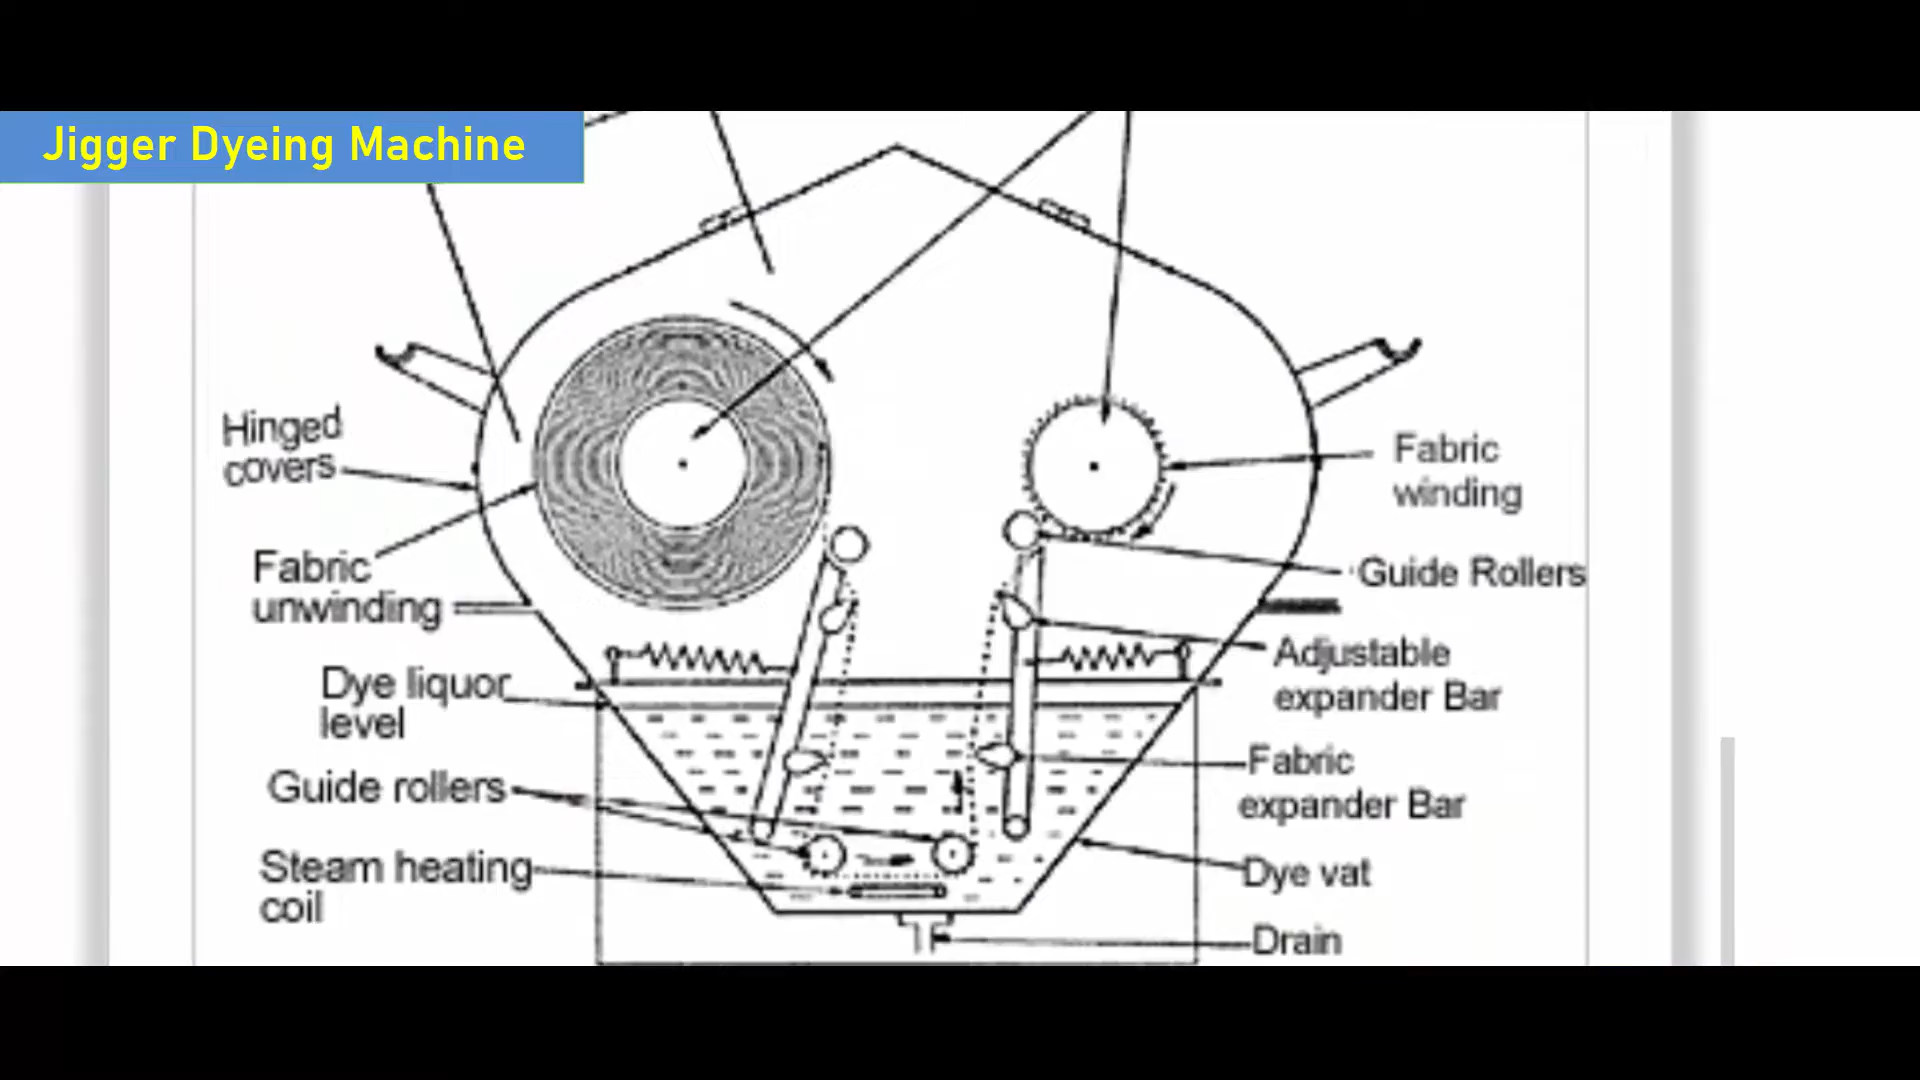 Jigger Dyeing Machine
Hinged
covers
Fabric
unwinding
Dye liquor
level
Guide rollers
Steam heating
coil
Fabric
winding
Guide Rollers
Adjustable
expander Bar
Fabric
expander Bar
Dye vat
Drain